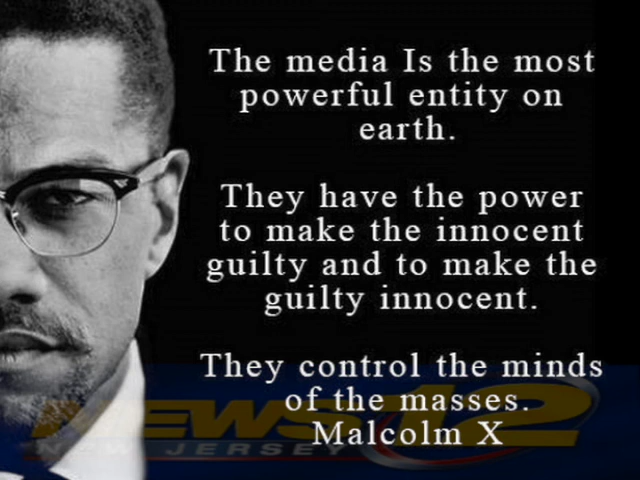 The media Is the most
powerful entity on
earth.
They have the power
to make the innocent
guilty and to make the
guilty innocent.
They control the minds
of the masses.
Malcolm X
NEWS 12
NEW JERSEY